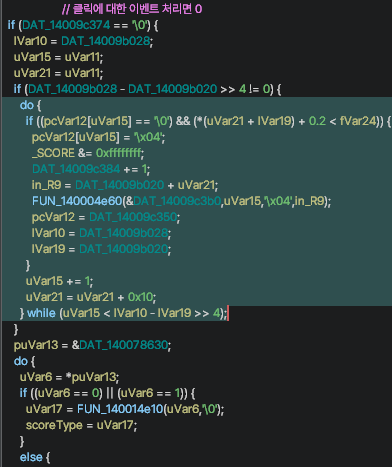 // 클릭에 대한 이벤트 처리면 0
if (DAT_14009c374 == '\0') {
lVar10 = DAT_14009b028;
uVar15 = uVar11;
uVar21 = uVar11;
if (DAT_14009b028 - DAT_14009b020 >> 4 != 0) {
do {
if ((pcVar12[uVar15] == '\0') && (*(uVar21 + lVar19) + 0.2 < fVar24)) {
pcVar12[uVar15] = '\x04';
_SCORE &= 0xffffffff;
DAT_14009c384 += 1;
in_R9 = DAT_14009b020 + uVar21;
FUN_140004e60(&DAT_14009c3b0,uVar15,'\x04',in_R9);
pcVar12 = DAT_14009c350;
lVar10 = DAT_14009b028;
lVar19 = DAT_14009b020;
}
uVar15 += 1;
uVar21 = uVar21 + 0x10;
} while (uVar15 < lVar10 - lVar19 >> 4);
}
puVar13 = &DAT_140078630;
do {
uVar6 = *puVar13;
if ((uVar6 == 0) || (uVar6 == 1)) {
uVar17 = FUN_140014e10(uVar6,'\0');
scoreType = uVar17;
}
else {